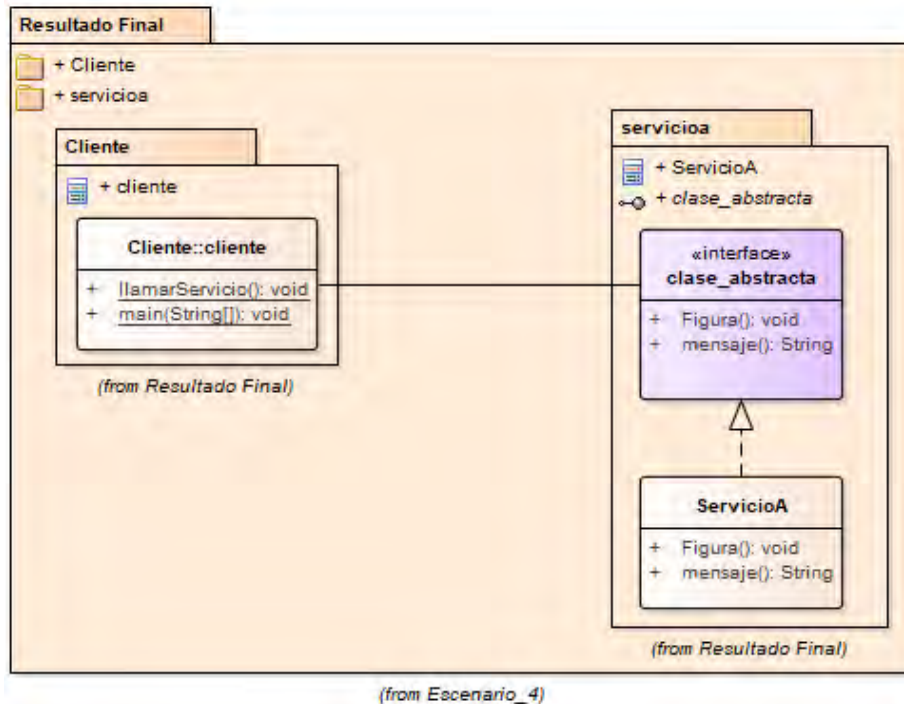 Resultado Final
+ Cliente
+ servicioa
Cliente
+ cliente
Cliente::cliente
+ llamarServicio(): void
+ main(String[]): void
(from Resultado Final)
servicioa
+ ServicioA
+ clase_abstracta
«interface»
clase_abstracta
+ Figura(): void
+ mensaje(): String
ServicioA
+ Figura(): void
+ mensaje(): String
(from Resultado Final)
(from Escenario_4)